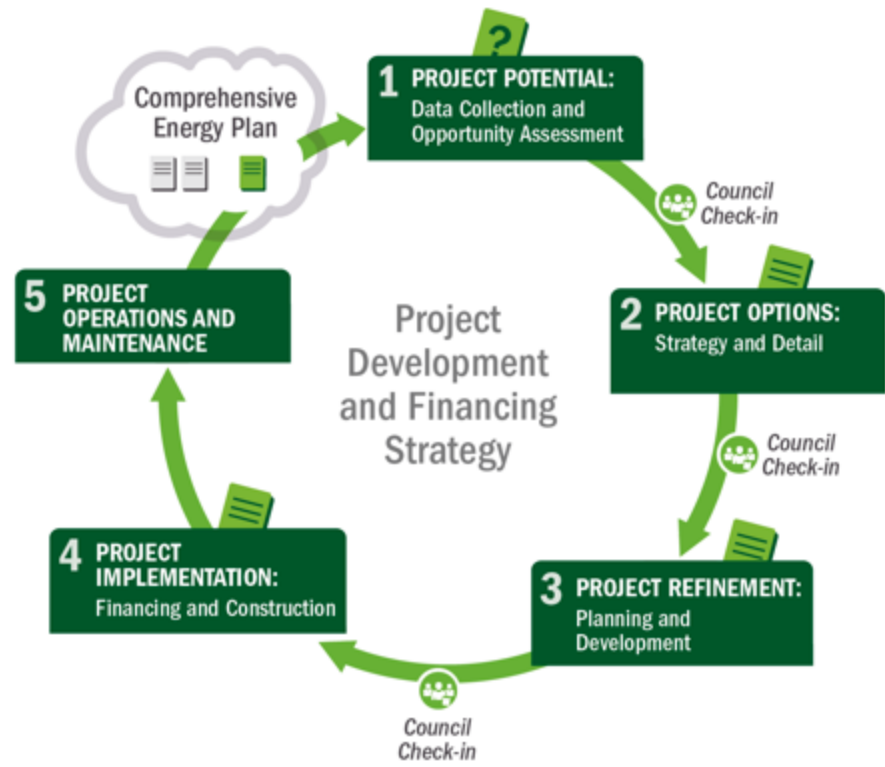 Comprehensive
Energy Plan
?
1 PROJECT POTENTIAL:
Data Collection and
Opportunity Assessment
Council
Check-in
2 PROJECT OPTIONS:
Strategy and Detail
Council
Check-in
3 PROJECT REFINEMENT:
Planning and
Development
Council
Check-in
4 PROJECT
IMPLEMENTATION:
Financing and Construction
5 PROJECT
OPERATIONS AND
MAINTENANCE
Project
Development
and Financing
Strategy